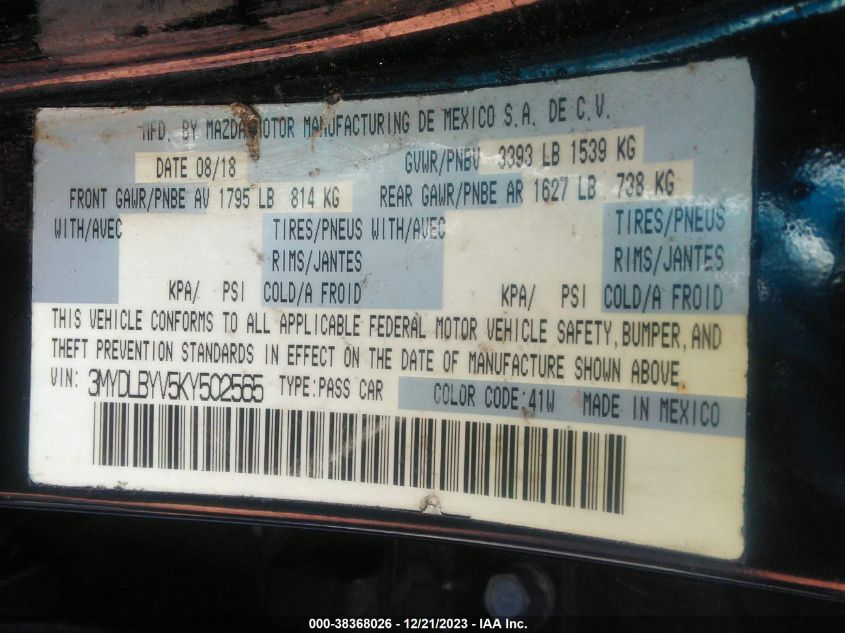 MFD. BY MAZDA MOTOR MANUFACTURING DE MEXICO S.A. DE C.V.
DATE 08/18 GVWR/PNBV 3393 LB 1539 KG
FRONT GAWR/PNBE AV 1795 LB 814 KG REAR GAWR/PNBE AR 1627 LB 738 KG
WITH/AVEC TIRES/PNEUS WITH/AVEC TIRES/PNEUS
RIMS/JANTES RIMS/JANTES
KPA/ PSI COLD/A FROID KPA/ PSI COLD/A FROID
THIS VEHICLE CONFORMS TO ALL APPLICABLE FEDERAL MOTOR VEHICLE SAFETY, BUMPER, AND
THEFT PREVENTION STANDARDS IN EFFECT ON THE DATE OF MANUFACTURE SHOWN ABOVE.
VIN: 3MYDLBYV5KY502565 TYPE:PASS CAR COLOR CODE:41W MADE IN MEXICO
000-38368026 - 12/21/2023 - IAA Inc.